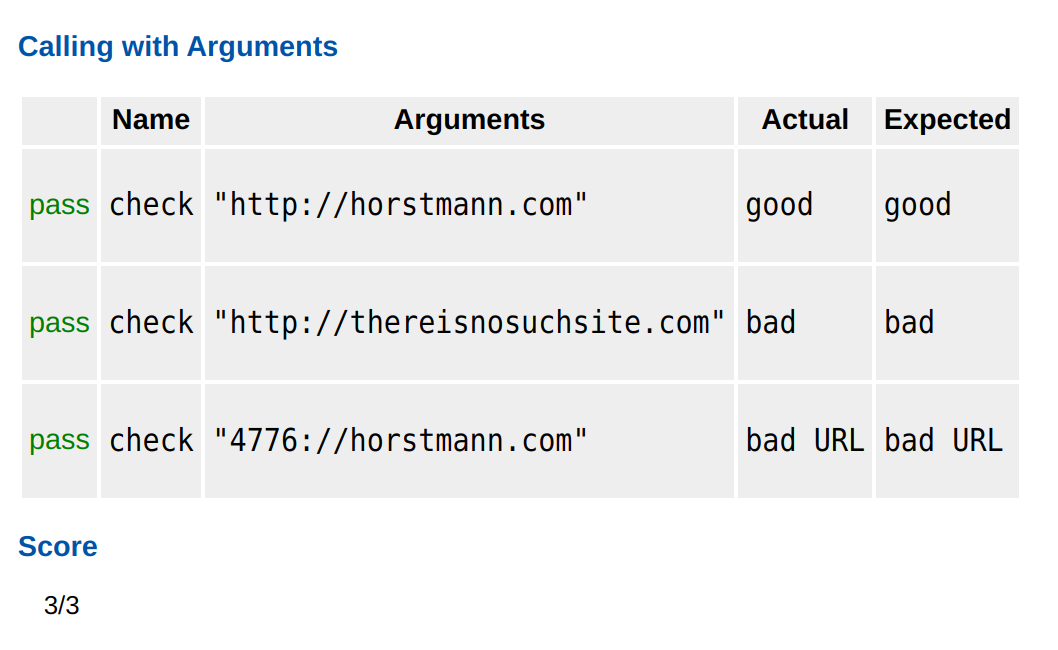 Calling with Arguments
Name Arguments Actual Expected
pass check "http://horstmann.com" good good
pass check "http://thereisnosuchsite.com" bad bad
pass check "4776://horstmann.com" bad URL bad URL
Score
3/3